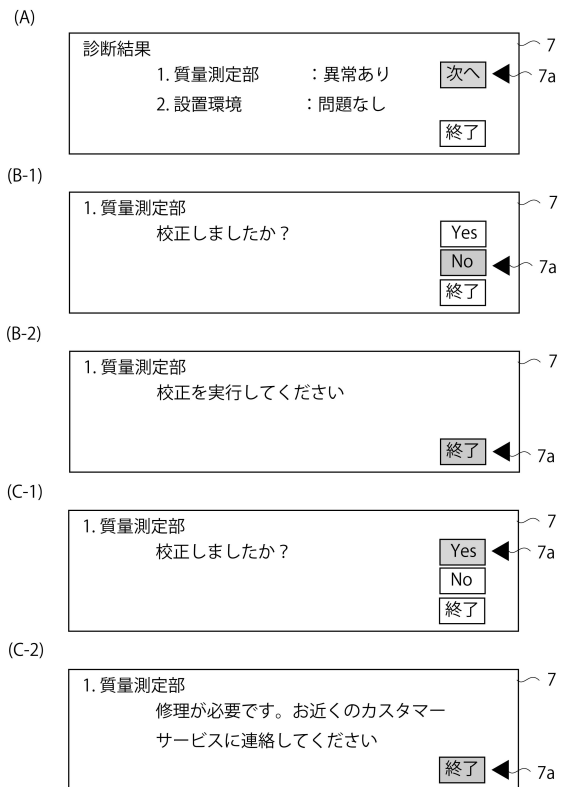 (A)
診断結果
7
1. 質量測定部 : 異常あり 次へ 7a
2. 設置環境 : 問題なし
終了
(B-1)
1. 質量測定部
7
校正しましたか？ Yes
No 7a
終了
(B-2)
1. 質量測定部
7
校正を実行してください
終了 7a
(C-1)
1. 質量測定部
7
校正しましたか？ Yes 7a
No
終了
(C-2)
1. 質量測定部
7
修理が必要です。お近くのカスタマー
サービスに連絡してください
終了 7a